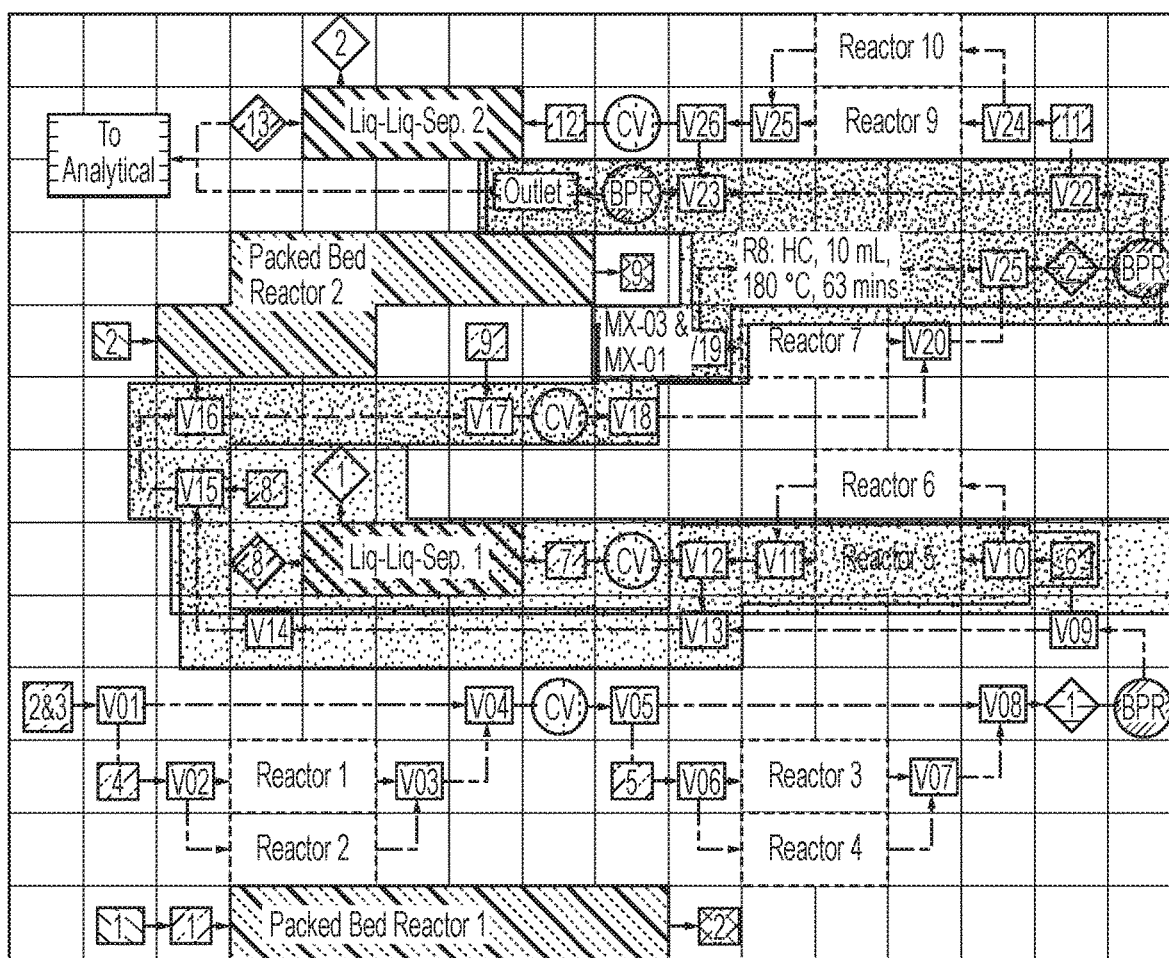 2
Reactor 10
To
Analytical
13
Liq-Liq-Sep. 2
12
CV
V26
V25
Reactor 9
V24
11
Outlet
BPR
V23
V22
Packed Bed
Reactor 2
9
R8: HC, 10 mL,
180 °C, 63 mins
V25
2
BPR
2
9
MX-03 &
MX-01
V19
Reactor 7
V20
V16
V17
CV
V18
V15
8
1
Reactor 6
8
Liq-Liq-Sep. 1
7
CV
V12
V11
Reactor 5
V10
6
V14
V13
V09
2&3
V01
V04
CV
V05
V08
1
BPR
4
V02
Reactor 1
V03
5
V06
Reactor 3
V07
Reactor 2
Reactor 4
1
1
Packed Bed Reactor 1
2